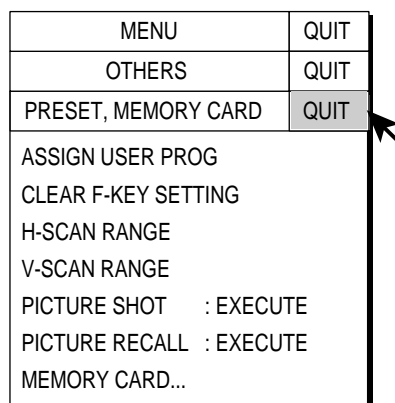 MENU QUIT
OTHERS QUIT
PRESET, MEMORY CARD QUIT
ASSIGN USER PROG
CLEAR F-KEY SETTING
H-SCAN RANGE
V-SCAN RANGE
PICTURE SHOT : EXECUTE
PICTURE RECALL : EXECUTE
MEMORY CARD...